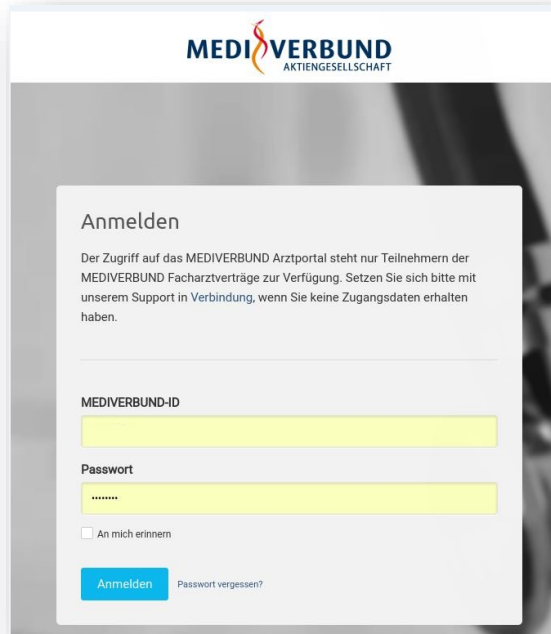 MEDIVERBUND
AKTIENGESELLSCHAFT
Anmelden
Der Zugriff auf das MEDIVERBUND Arztportal steht nur Teilnehmern der
MEDIVERBUND Facharztverträge zur Verfügung. Setzen Sie sich bitte mit
unserem Support in Verbindung, wenn Sie keine Zugangsdaten erhalten
haben.
MEDIVERBUND-ID
Passwort
••••••••
An mich erinnern
Anmelden Passwort vergessen?